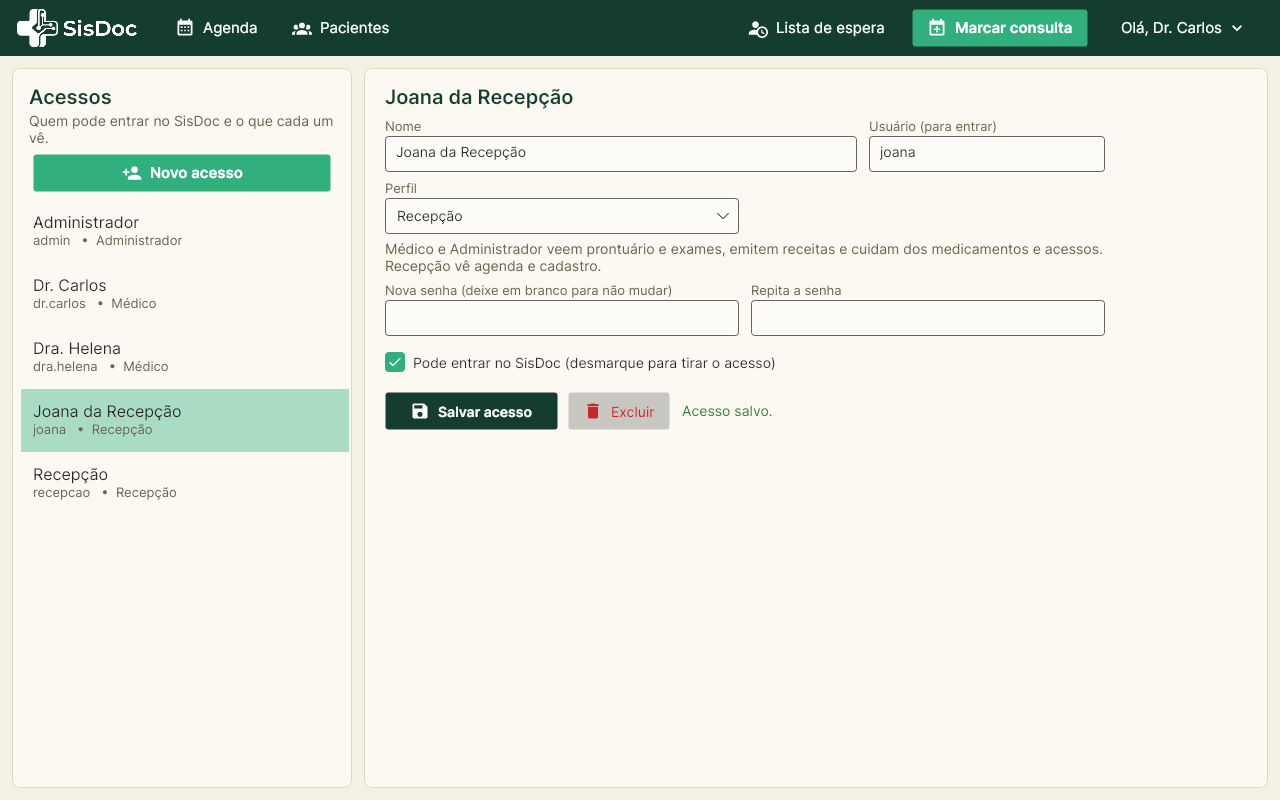 SisDoc
Agenda
Pacientes
Lista de espera
Marcar consulta
Olá, Dr. Carlos
Acessos
Quem pode entrar no SisDoc e o que cada um
vê.
Novo acesso
Administrador
admin • Administrador
Dr. Carlos
dr.carlos • Médico
Dra. Helena
dra.helena • Médico
Joana da Recepção
joana • Recepção
Recepção
recepcao • Recepção
Joana da Recepção
Nome
Usuário (para entrar)
Joana da Recepção
joana
Perfil
Recepção
Médico e Administrador veem prontuário e exames, emitem receitas e cuidam dos medicamentos e acessos.
Recepção vê agenda e cadastro.
Nova senha (deixe em branco para não mudar)
Repita a senha
Pode entrar no SisDoc (desmarque para tirar o acesso)
Salvar acesso
Excluir
Acesso salvo.